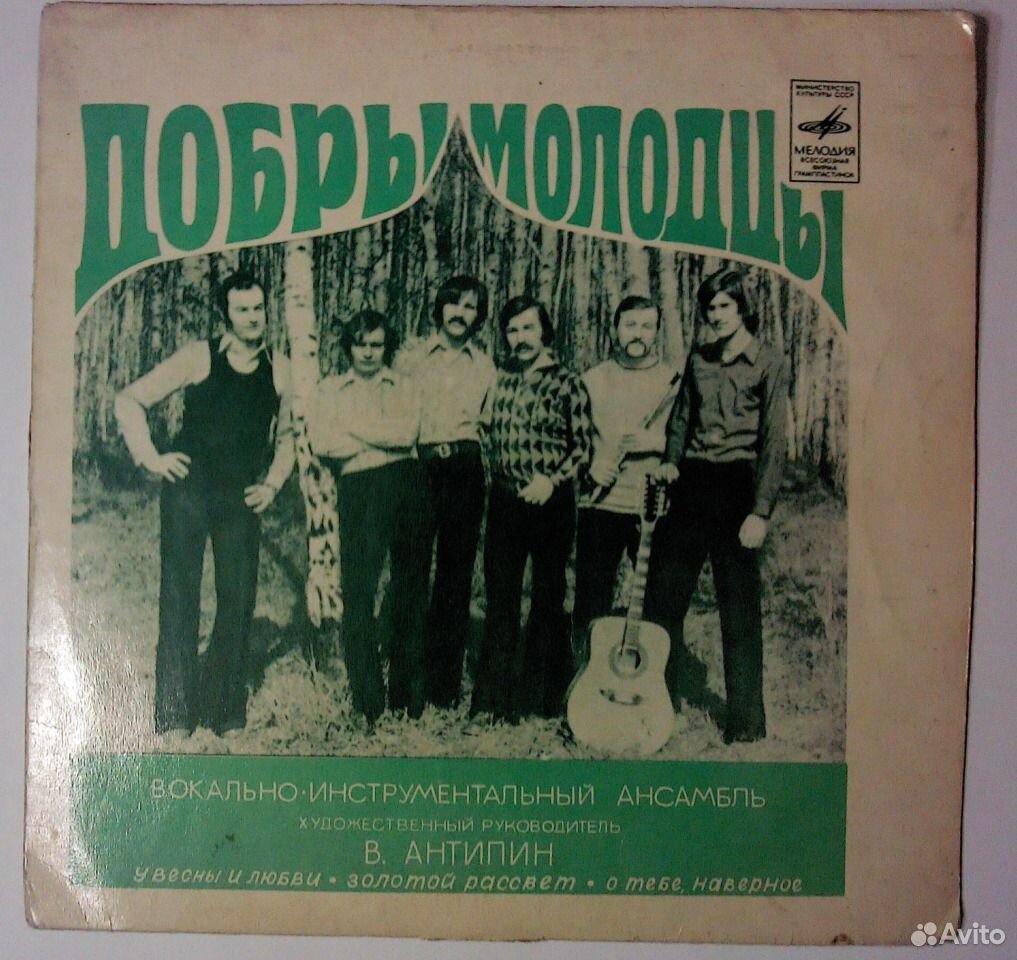 ДОБРЫ МОЛОДЦЫ
МИНИСТЕРСТВО
КУЛЬТУРЫ СССР
МЕЛОДИЯ
ВСЕСОЮЗНАЯ
ФИРМА
ГРАМПЛАСТИНОК
ВОКАЛЬНО-ИНСТРУМЕНТАЛЬНЫЙ АНСАМБЛЬ
ХУДОЖЕСТВЕННЫЙ РУКОВОДИТЕЛЬ
В. АНТИПИН
У ВЕСНЫ И ЛЮБВИ • ЗОЛОТОЙ РАССВЕТ • О ТЕБЕ, НАВЕРНОЕ
Avito